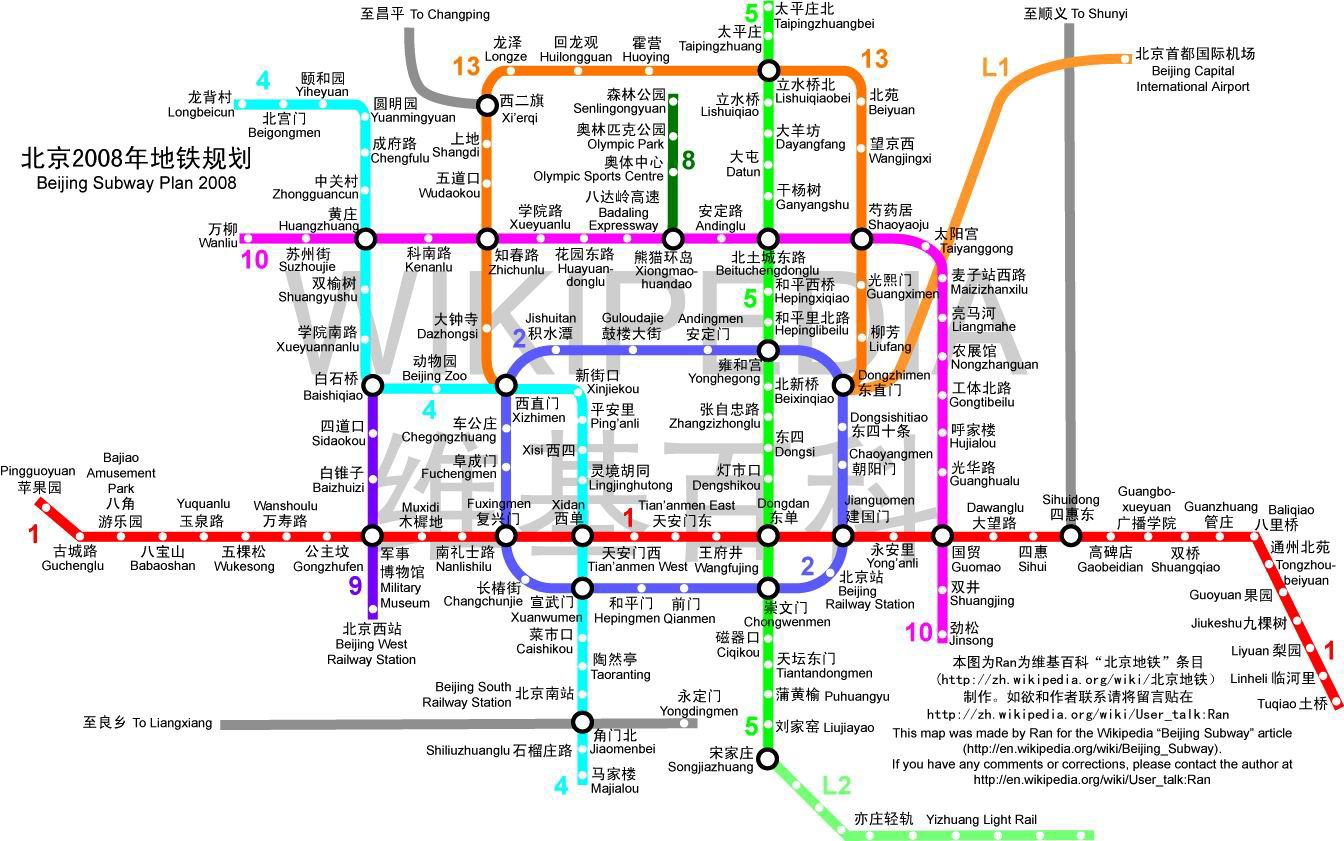 至昌平 To Changping
5
太平庄北
Taipingzhuangbei
太平庄
Taipingzhuang
至顺义 To Shunyi
13
龙泽
Longze
回龙观
Huilongguan
霍营
Huoying
13
L1
北京首都国际机场
Beijing Capital
International Airport
4
颐和园
Yiheyuan
龙背村
Longbeicun
北宫门
Beigongmen
圆明园
Yuanmingyuan
西二旗
Xi'erqi
森林公园
Senlingongyuan
立水桥北
Lishuiqiaobei
立水桥
Lishuiqiao
北苑
Beiyuan
成府路
Chengfulu
上地
Shangdi
奥林匹克公园
Olympic Park
奥体中心
Olympic Sports Centre
8
大羊坊
Dayangfang
大屯
Datun
望京西
Wangjingxi
北京2008年地铁规划
Beijing Subway Plan 2008
中关村
Zhongguancun
五道口
Wudaokou
八达岭高速
Badaling
Expressway
干杨树
Ganyangshu
黄庄
Huangzhuang
学院路
Xueyuanlu
安定路
Andinglu
芍药居
Shaoyaoju
万柳
Wanliu
10
苏州街
Suzhoujie
科南路
Kenanlu
知春路
Zhichunlu
花园东路
Huayuan-
donglu
熊猫环岛
Xiongmao-
huandao
北土城东路
Beituchengdonglu
太阳宫
Taiyanggong
WIKIPEDIA
双榆树
Shuangyushu
5
和平西桥
Hepingxiqiao
光熙门
Guangximen
麦子站西路
Maizizhanxilu
学院南路
Xueyuannanlu
大钟寺
Dazhongsi
2
Jishuitan
积水潭
Guloudajie
鼓楼大街
Andingmen
安定门
和平里北路
Hepinglibeilu
柳芳
Liufang
亮马河
Liangmahe
农展馆
Nongzhanguan
白石桥
Baishiqiao
动物园
Beijing Zoo
4
西直门
Xizhimen
新街口
Xinjiekou
雍和宫
Yonghegong
北新桥
Beixinqiao
Dongzhimen
东直门
工体北路
Gongtibeilu
四道口
Sidaokou
车公庄
Chegongzhuang
平安里
Ping'anli
张自忠路
Zhangzizhonglu
Dongsishitiao
东四十条
呼家楼
Hujialou
维基百科
白锥子
Baizhuizi
阜成门
Fuchengmen
Xisi 西四
东四
Dongsi
Chaoyangmen
朝阳门
光华路
Guanghualu
灵境胡同
Lingjinghutong
灯市口
Dengshikou
Pingguoyuan
苹果园
1
古城路
Guchenglu
Bajiao
Amusement
Park
八角
游乐园
八宝山
Babaoshan
Yuquanlu
玉泉路
五棵松
Wukesong
Wanshoulu
万寿路
公主坟
Gongzhufen
军事
博物馆
Military
Museum
Muxidi
木樨地
南礼士路
Nanlishilu
Fuxingmen
复兴门
Xidan
西单
1
天安门西
Tian'anmen West
Tian'anmen East
天安门东
王府井
Wangfujing
Dongdan
东单
Jianguomen
建国门
永安里
Yong'anli
国贸
Guomao
Dawanglu
大望路
四惠
Sihui
Sihuidong
四惠东
高碑店
Gaobeidian
Guangbo-
xueyuan
广播学院
双桥
Shuangqiao
Guanzhuang
管庄
Baliqiao
八里桥
通州北苑
Tongzhou-
beiyuan
Guoyuan 果园
Jiukeshu九棵树
Liyuan 梨园
1
Linheli 临河里
Tuqiao 土桥
9
北京西站
Beijing West
Railway Station
长椿街
Changchunjie
宣武门
Xuanwumen
和平门
Hepingmen
前门
Qianmen
崇文门
Chongwenmen
2
北京站
Beijing
Railway Station
双井
Shuangjing
10
劲松
Jinsong
菜市口
Caishikou
磁器口
Ciqikou
陶然亭
Taoranting
天坛东门
Tiantandongmen
Beijing South
Railway Station
北京南站
永定门
Yongdingmen
蒲黄榆 Puhuangyu
至良乡 To Liangxiang
角门北
Jiaomenbei
5
刘家窑 Liujiayao
Shiliuzhuanglu 石榴庄路
宋家庄
Songjiazhuang
4
马家楼
Majialou
L2
亦庄轻轨 Yizhuang Light Rail
本图为Ran为维基百科“北京地铁”条目
(http://zh.wikipedia.org/wiki/北京地铁)
制作。如欲和作者联系请将留言贴在
http://zh.wikipedia.org/wiki/User_talk:Ran
This map was made by Ran for the Wikipedia “Beijing Subway” article
(http://en.wikipedia.org/wiki/Beijing_Subway).
If you have any comments or corrections, please contact the author at
http://en.wikipedia.org/wiki/User_talk:Ran